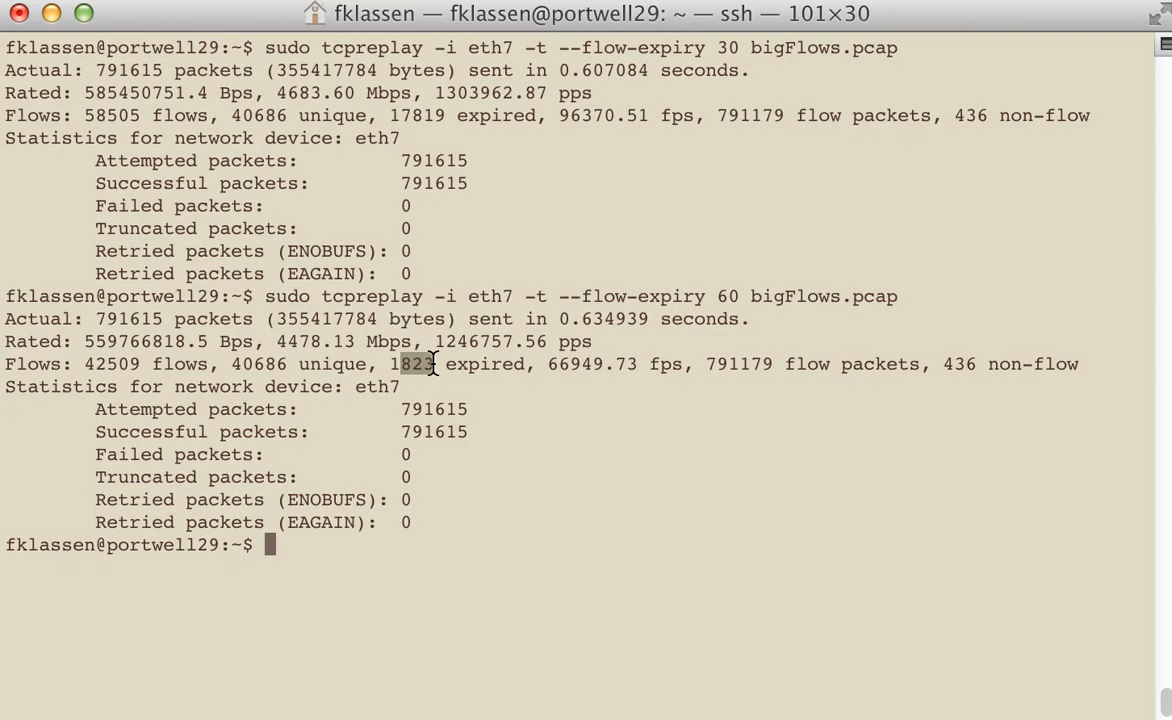 fklassen — fklassen@portwell29: ~ — ssh — 101×30
fklassen@portwell29:~$ sudo tcpreplay -i eth7 -t --flow-expiry 30 bigFlows.pcap
Actual: 791615 packets (355417784 bytes) sent in 0.607084 seconds.
Rated: 585450751.4 Bps, 4683.60 Mbps, 1303962.87 pps
Flows: 58505 flows, 40686 unique, 17819 expired, 96370.51 fps, 791179 flow packets, 436 non-flow
Statistics for network device: eth7
Attempted packets: 791615
Successful packets: 791615
Failed packets: 0
Truncated packets: 0
Retried packets (ENOBUFS): 0
Retried packets (EAGAIN): 0
fklassen@portwell29:~$ sudo tcpreplay -i eth7 -t --flow-expiry 60 bigFlows.pcap
Actual: 791615 packets (355417784 bytes) sent in 0.634939 seconds.
Rated: 559766818.5 Bps, 4478.13 Mbps, 1246757.56 pps
Flows: 42509 flows, 40686 unique, 1823 expired, 66949.73 fps, 791179 flow packets, 436 non-flow
Statistics for network device: eth7
Attempted packets: 791615
Successful packets: 791615
Failed packets: 0
Truncated packets: 0
Retried packets (ENOBUFS): 0
Retried packets (EAGAIN): 0
fklassen@portwell29:~$